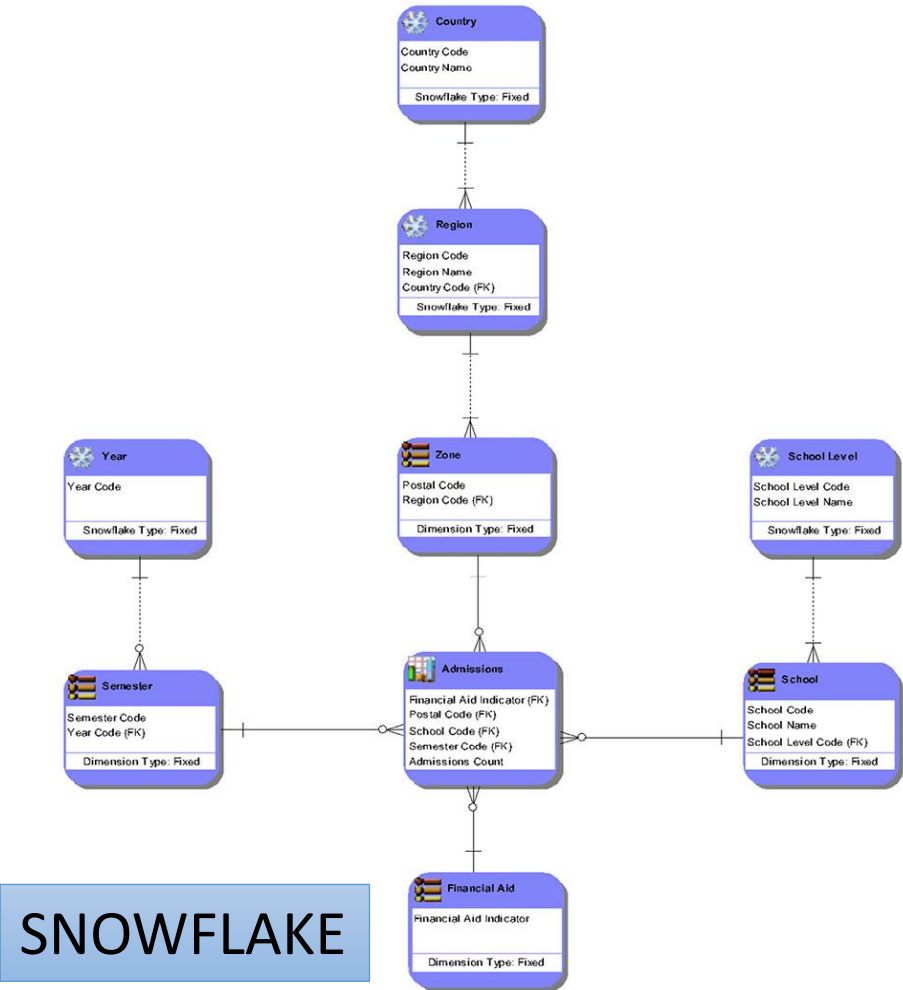 Country
Country Code
Country Name
Snowflake Type: Fixed
Region
Region Code
Region Name
Country Code (FK)
Snowflake Type: Fixed
Year
Year Code
Snowflake Type: Fixed
Zone
Postal Code
Region Code (FK)
Dimension Type: Fixed
School Level
School Level Code
School Level Name
Snowflake Type: Fixed
Semester
Semester Code
Year Code (FK)
Dimension Type: Fixed
Admissions
Financial Aid Indicator (FK)
Postal Code (FK)
School Code (FK)
Semester Code (FK)
Admissions Count
School
School Code
School Name
School Level Code (FK)
Dimension Type: Fixed
Financial Aid
Financial Aid Indicator
Dimension Type: Fixed
SNOWFLAKE